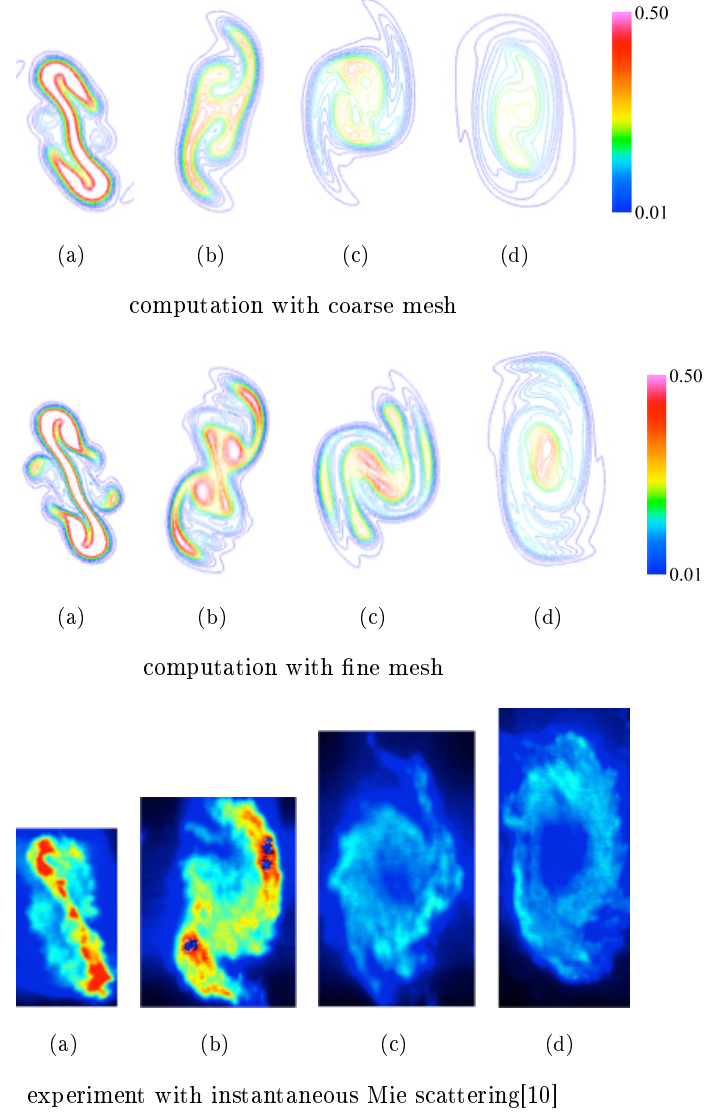 0.50
0.01
(a) (b) (c) (d)
computation with coarse mesh
0.50
0.01
(a) (b) (c) (d)
computation with fine mesh
(a) (b) (c) (d)
experiment with instantaneous Mie scattering[10]